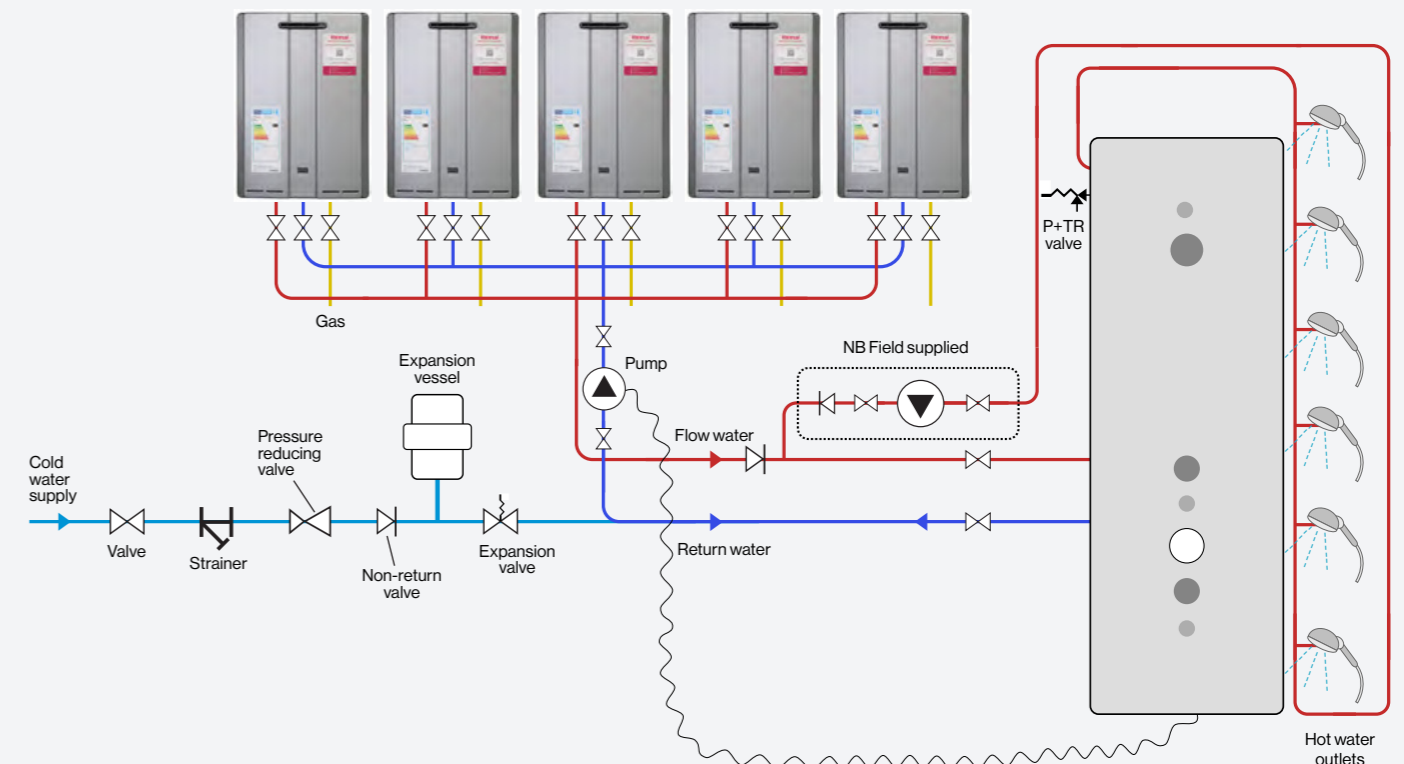 P+TR
valve
Gas
Expansion
vessel
Pump
NB Field supplied
Pressure
reducing
valve
Flow water
Cold
water
supply
Valve
Strainer
Non-return
valve
Expansion
valve
Return water
Hot water
outlets